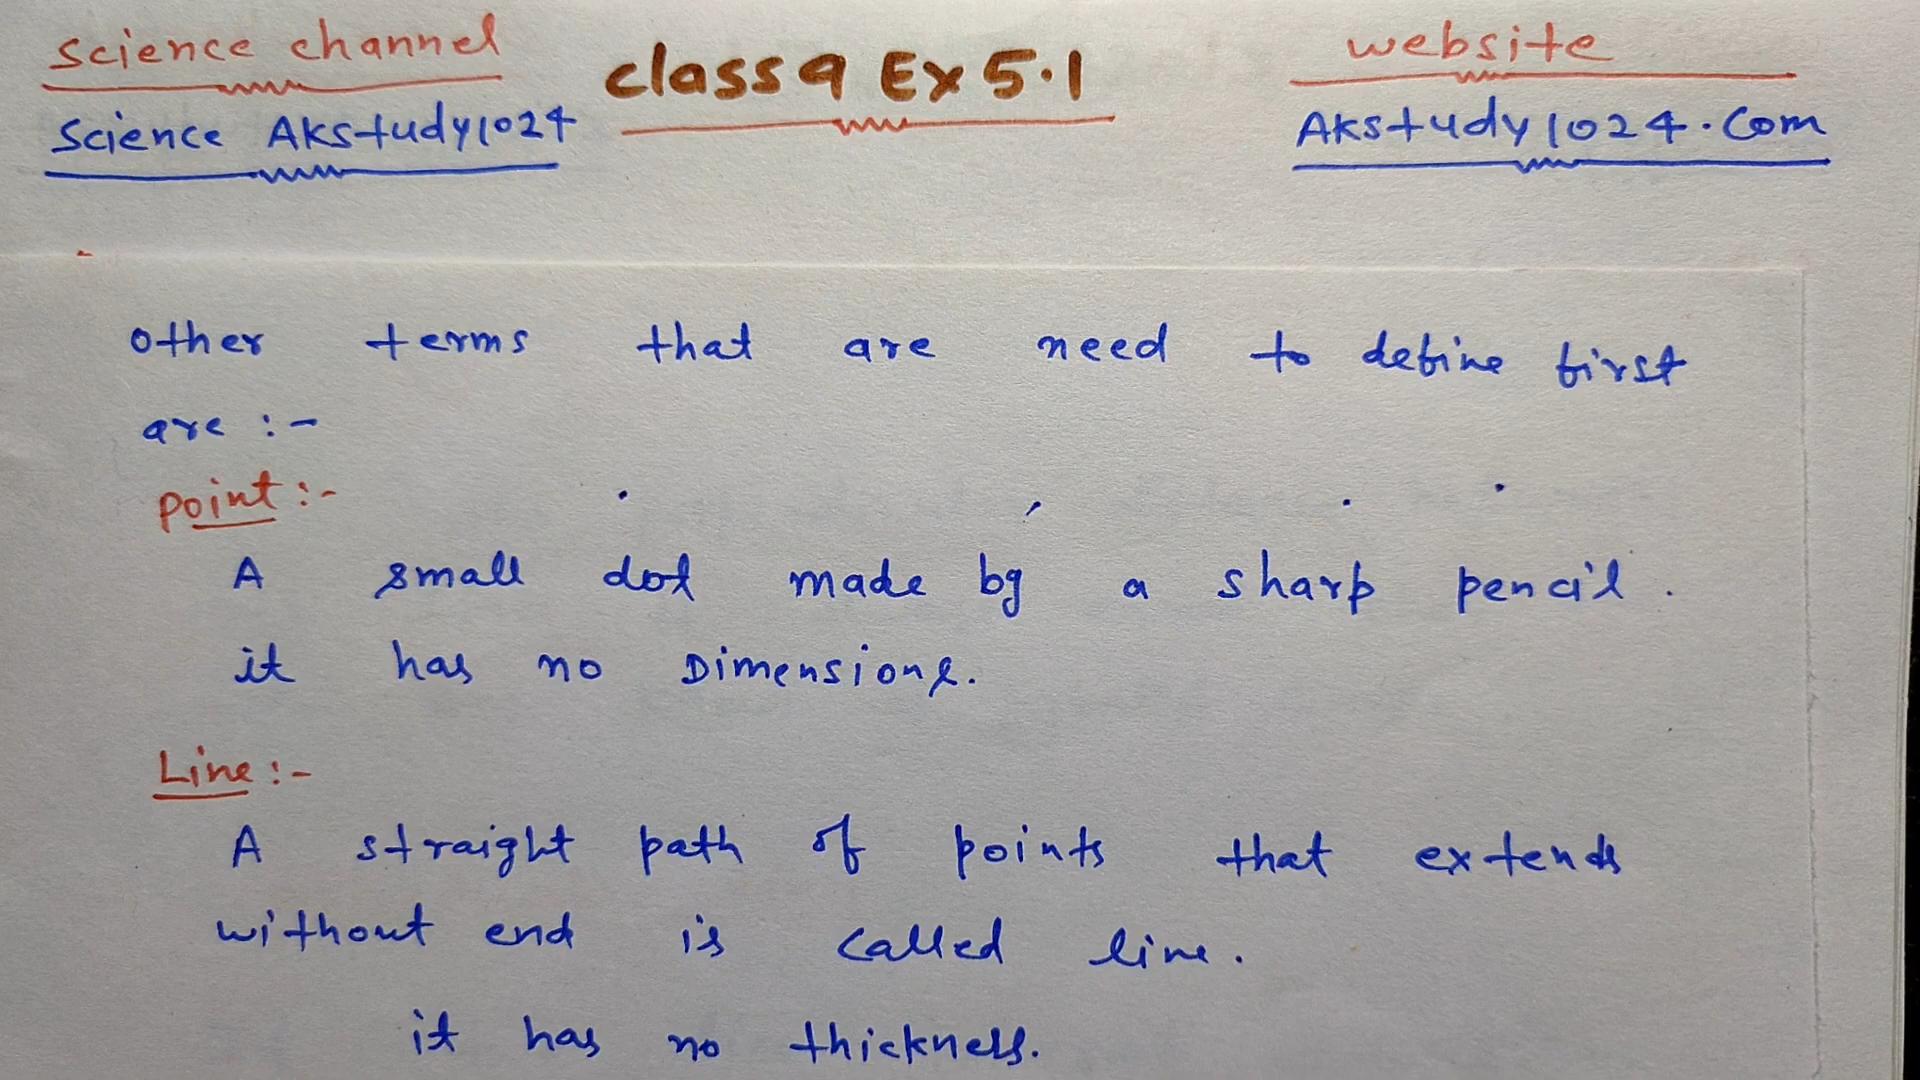 Science channel
Science AKstudy1024
class 9 Ex 5.1
website
AKstudy1024.com
other terms that are need to define first
are :-
point :-
A small dot made by a sharp pencil.
it has no Dimensions.
Line :-
A straight path of points that extends
without end is called line.
it has no thickness.